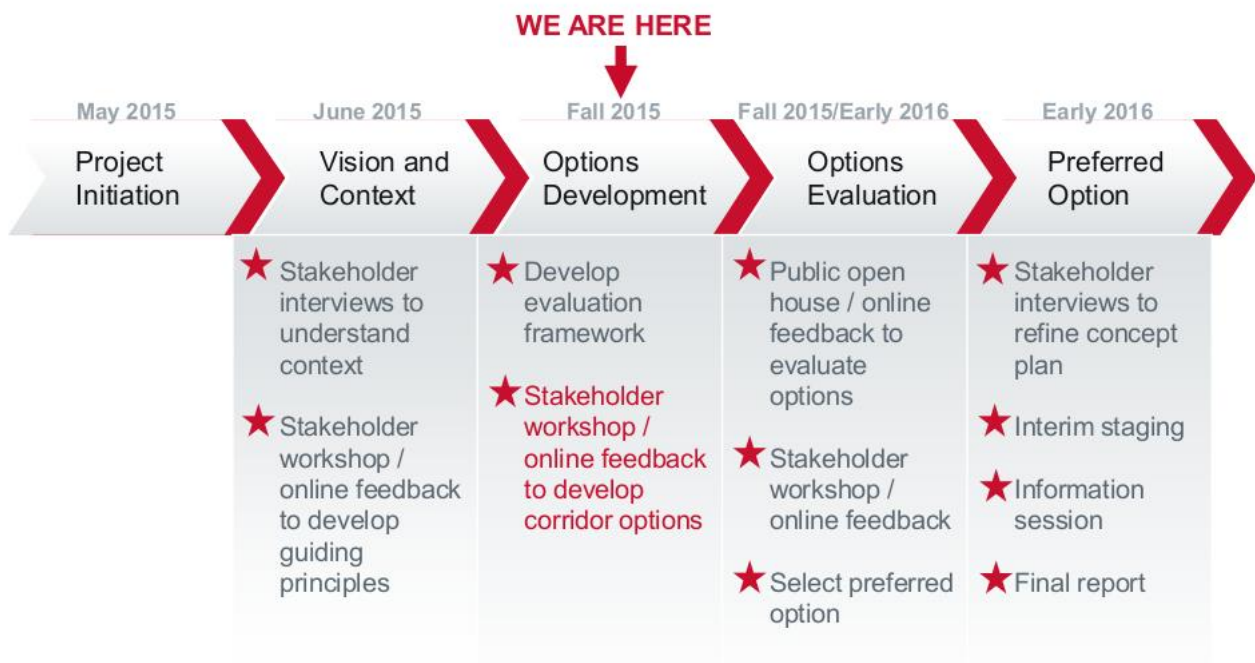 WE ARE HERE
May 2015
June 2015
Fall 2015
Fall 2015/Early 2016
Early 2016
Project
Initiation
Vision and
Context
Options
Development
Options
Evaluation
Preferred
Option
Stakeholder
interviews to
understand
context
Stakeholder
workshop /
online feedback
to develop
guiding
principles
Develop
evaluation
framework
Stakeholder
workshop /
online feedback
to develop
corridor options
Public open
house / online
feedback to
evaluate
options
Stakeholder
workshop /
online feedback
Select preferred
option
Stakeholder
interviews to
refine concept
plan
Interim staging
Information
session
Final report